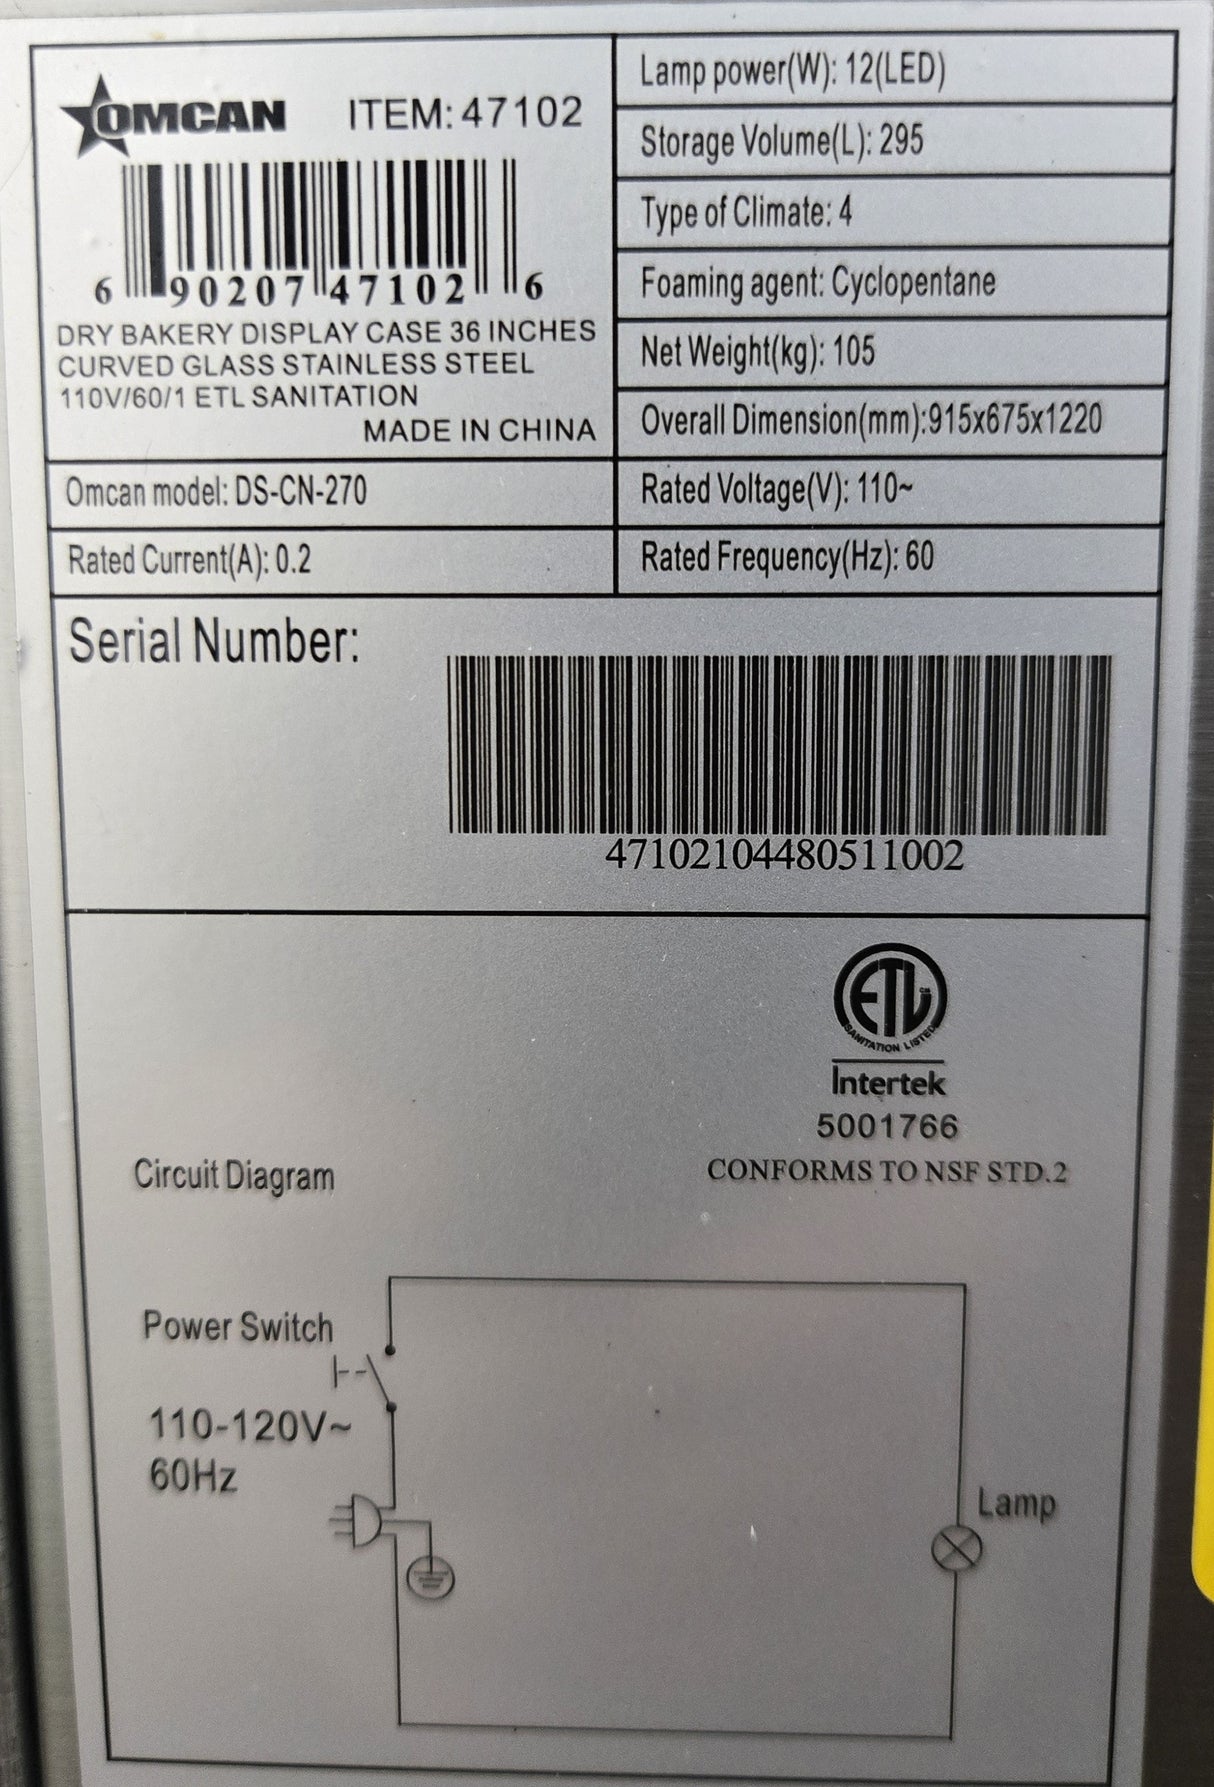 OMCAN ITEM: 47102
6 90207 47102 6
DRY BAKERY DISPLAY CASE 36 INCHES
CURVED GLASS STAINLESS STEEL
110V/60/1 ETL SANITATION
MADE IN CHINA
Omcan model: DS-CN-270
Rated Current(A): 0.2
Lamp power(W): 12(LED)
Storage Volume(L): 295
Type of Climate: 4
Foaming agent: Cyclopentane
Net Weight(kg): 105
Overall Dimension(mm):915x675x1220
Rated Voltage(V): 110~
Rated Frequency(Hz): 60
Serial Number:
47102104480511002
ETL
CM
SANITATION LISTED
Intertek
5001766
CONFORMS TO NSF STD.2
Circuit Diagram
Power Switch
110-120V~
60Hz
Lamp